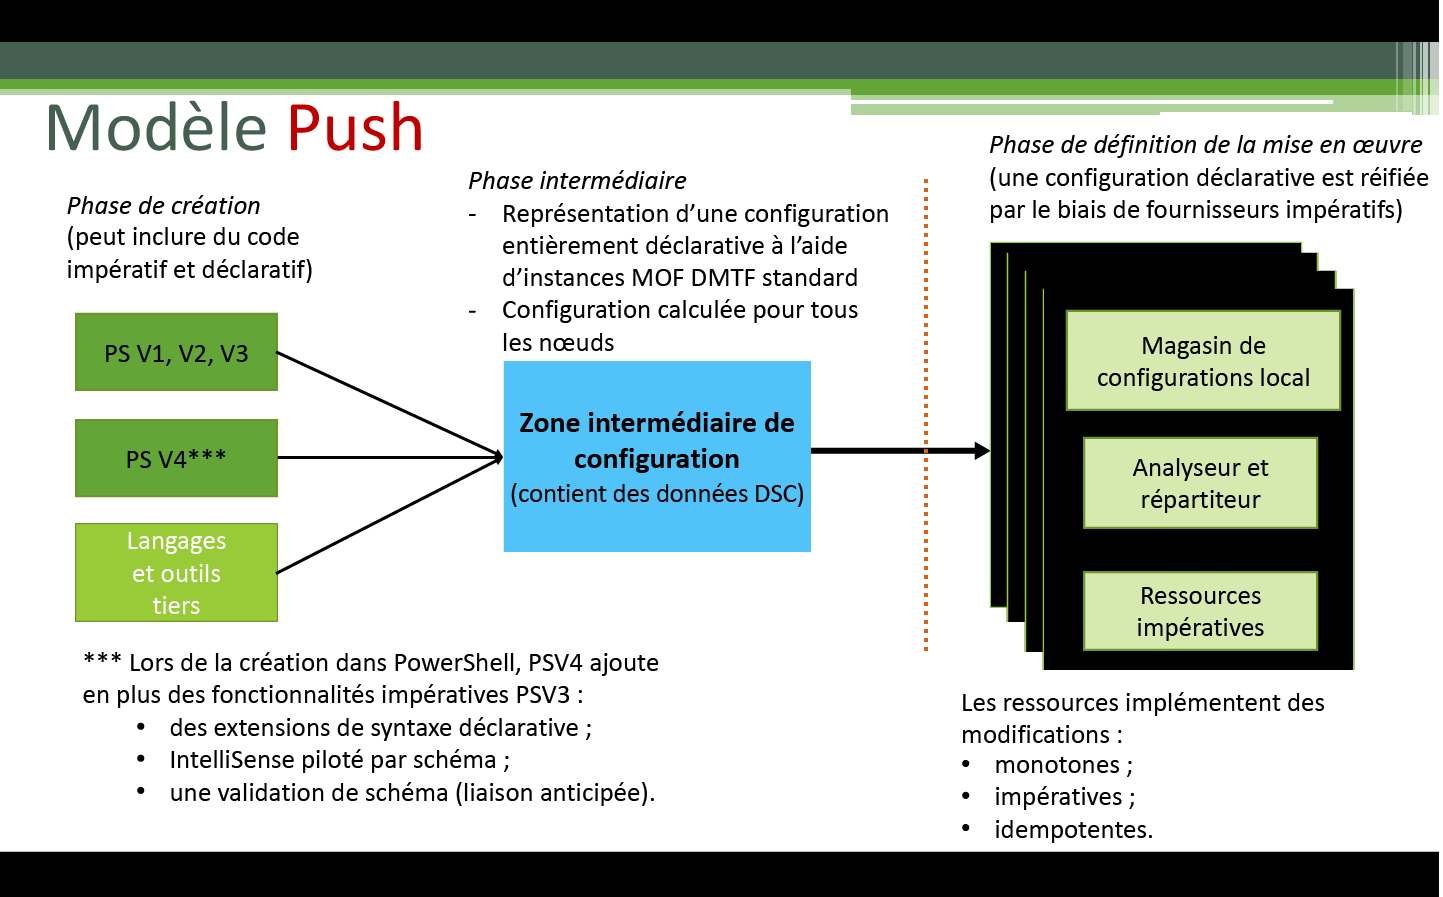 Modèle Push
Phase de création
(peut inclure du code
impératif et déclaratif)
PS V1, V2, V3
PS V4***
Langages
et outils
tiers
*** Lors de la création dans PowerShell, PSV4 ajoute
en plus des fonctionnalités impératives PSV3 :
• des extensions de syntaxe déclarative ;
• IntelliSense piloté par schéma ;
• une validation de schéma (liaison anticipée).
Phase intermédiaire
- Représentation d’une configuration
entièrement déclarative à l’aide
d’instances MOF DMTF standard
- Configuration calculée pour tous
les nœuds
Zone intermédiaire de
configuration
(contient des données DSC)
Phase de définition de la mise en œuvre
(une configuration déclarative est réifiée
par le biais de fournisseurs impératifs)
Magasin de
configurations local
Analyseur et
répartiteur
Ressources
impératives
Les ressources implémentent des
modifications :
• monotones ;
• impératives ;
• idempotentes.